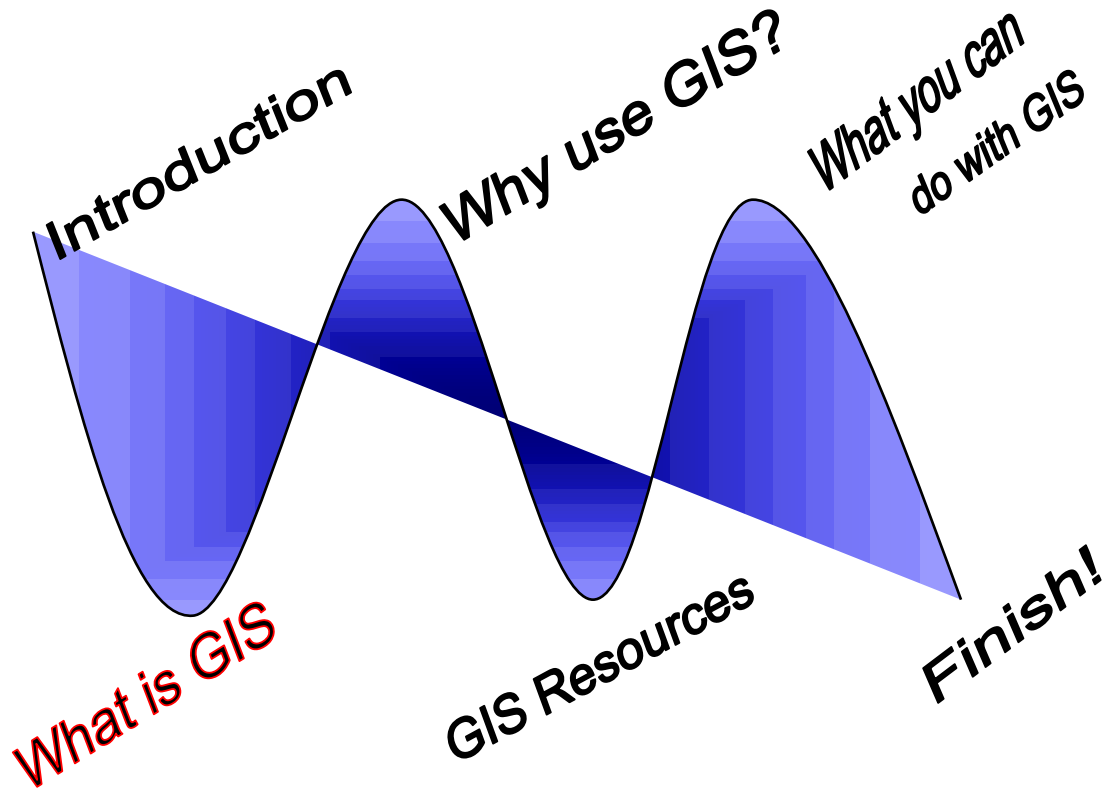 Introduction
What is GIS
Why use GIS?
GIS Resources
What you can
do with GIS
Finish!